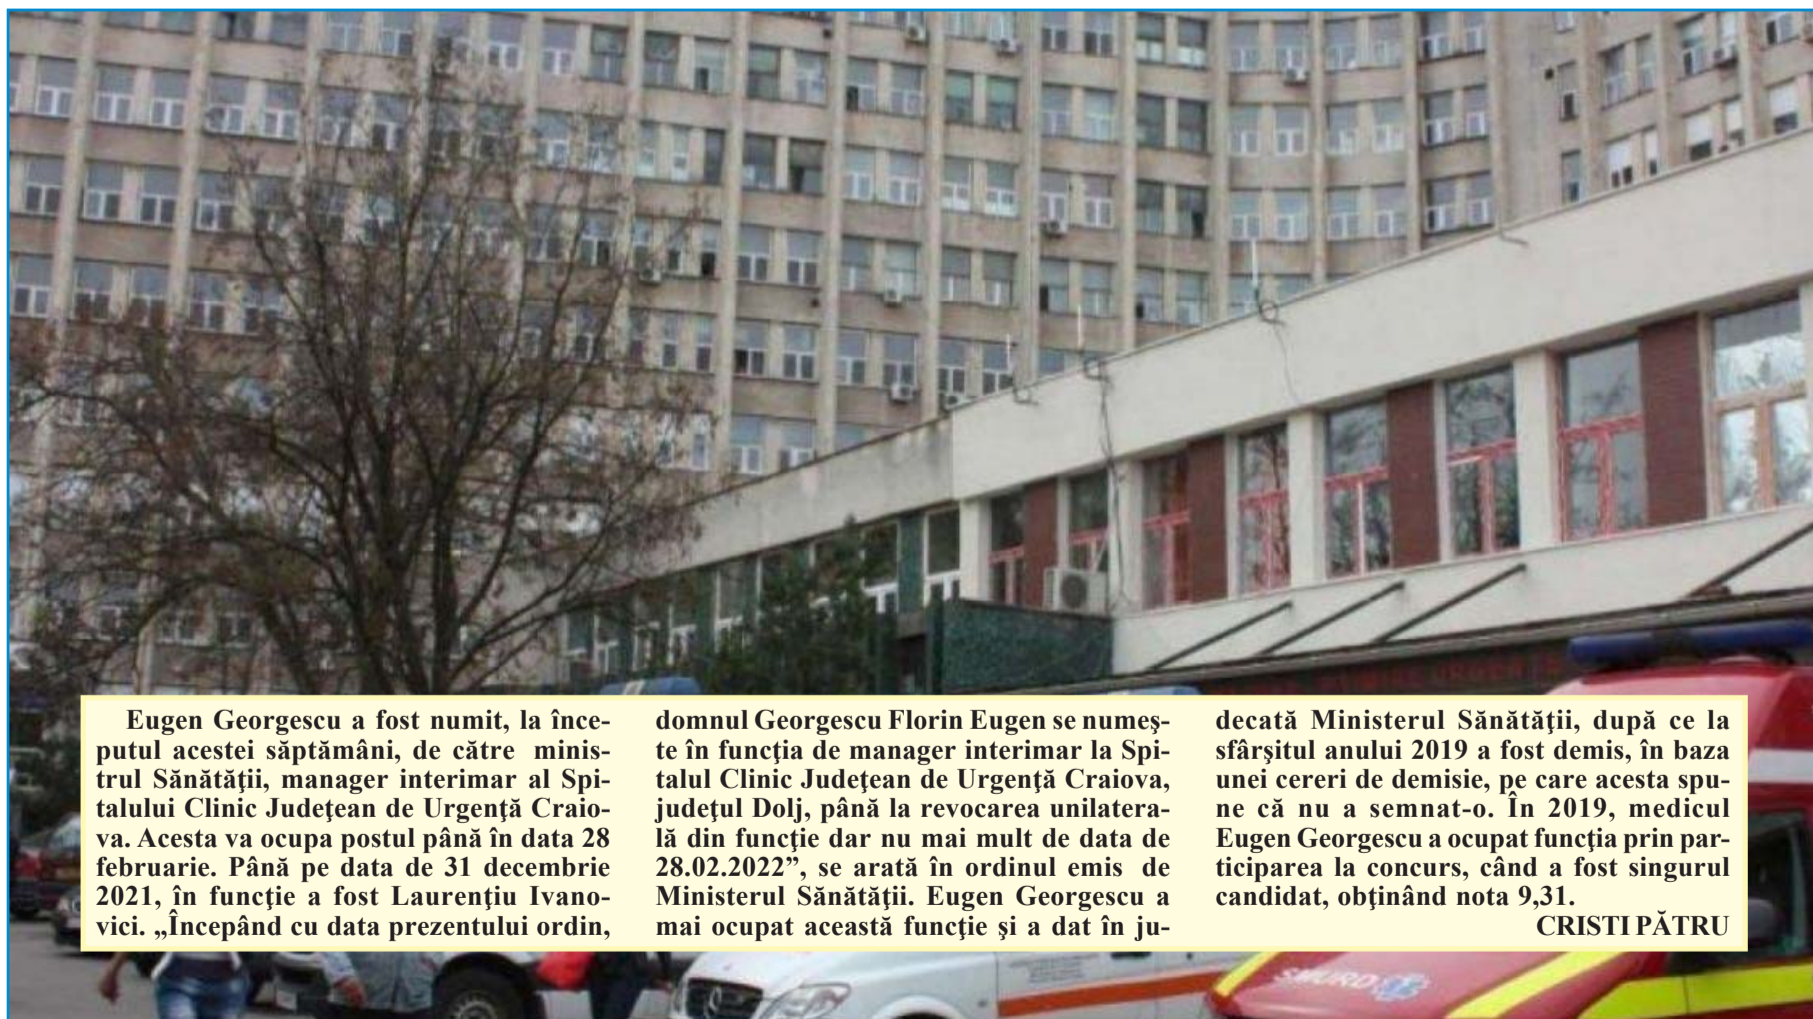 Eugen Georgescu a fost numit, la înce-
putul acestei săptămâni, de către minis-
trul Sănătăţii, manager interimar al Spi-
talului Clinic Judeţean de Urgenţă Craio-
va. Acesta va ocupa postul până în data 28
februarie. Până pe data de 31 decembrie
2021, în funcţie a fost Laurenţiu Ivano-
vici. „Începând cu data prezentului ordin,
domnul Georgescu Florin Eugen se numeş-
te în funcţia de manager interimar la Spi-
talul Clinic Judeţean de Urgenţă Craiova,
judeţul Dolj, până la revocarea unilatera-
lă din funcţie dar nu mai mult de data de
28.02.2022”, se arată în ordinul emis de
Ministerul Sănătăţii. Eugen Georgescu a
mai ocupat această funcţie şi a dat în ju-
decată Ministerul Sănătăţii, după ce la
sfârşitul anului 2019 a fost demis, în baza
unei cereri de demisie, pe care acesta spu-
ne că nu a semnat-o. În 2019, medicul
Eugen Georgescu a ocupat funcţia prin par-
ticiparea la concurs, când a fost singurul
candidat, obţinând nota 9,31.
CRISTI PĂTRU
SMURD